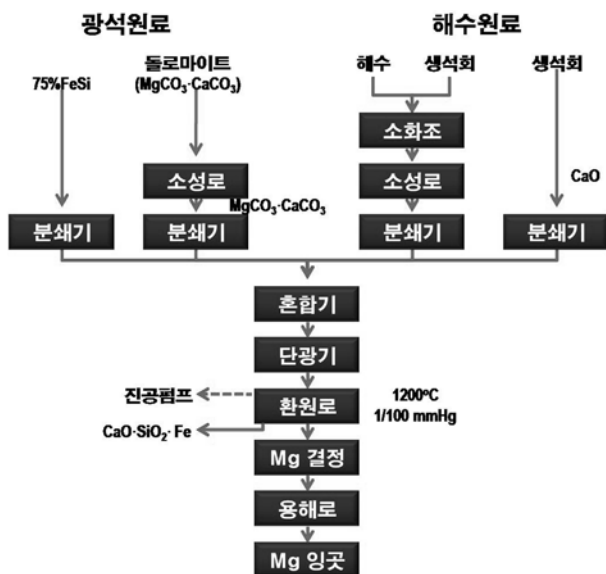 광석원료
해수원료
75%FeSi
돌로마이트
(MgCO₃·CaCO₃)
해수
생석회
생석회
소화조
소성로
MgCO₃·CaCO₃
소성로
CaO
분쇄기
분쇄기
분쇄기
분쇄기
혼합기
단광기
진공펌프
환원로
1200ºC
1/100 mmHg
CaO·SiO₂· Fe
Mg 결정
용해로
Mg 잉곳